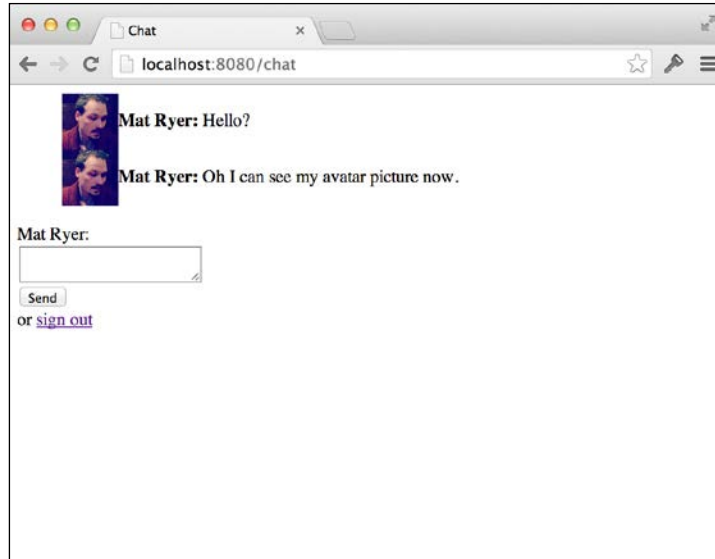 Chat
localhost:8080/chat
Mat Ryer: Hello?
Mat Ryer: Oh I can see my avatar picture now.
Mat Ryer:
Send
or sign out